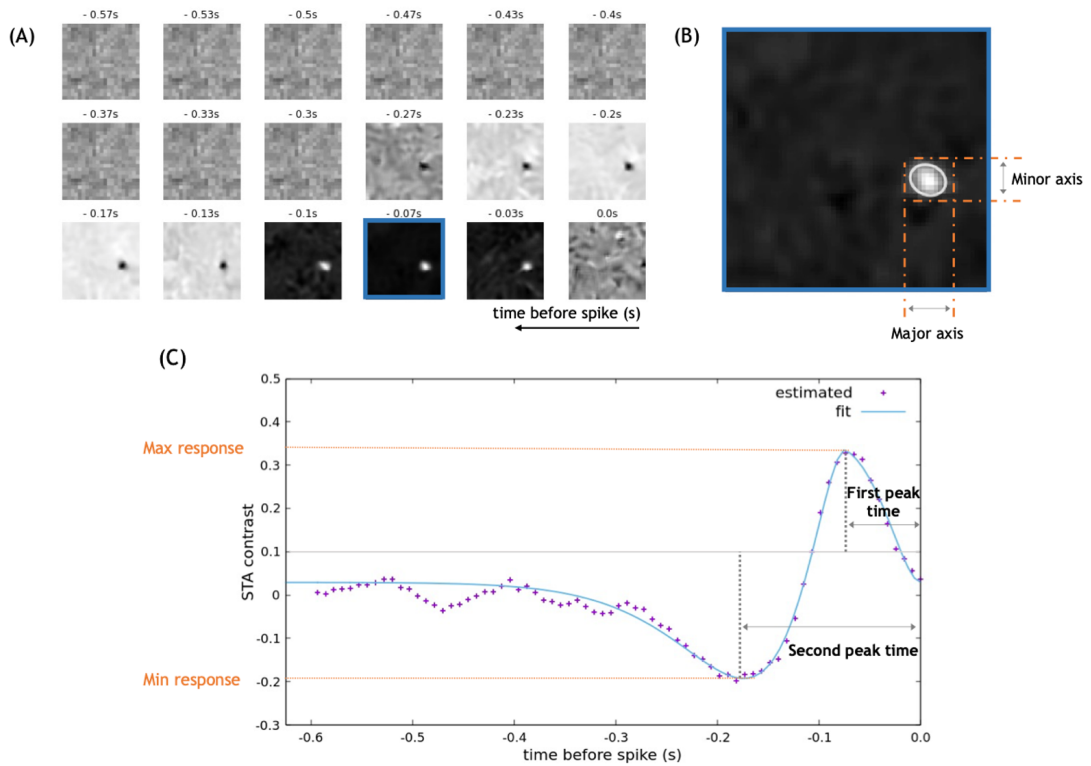 (A)
- 0.57s - 0.53s - 0.5s - 0.47s - 0.43s - 0.4s
- 0.37s - 0.33s - 0.3s - 0.27s - 0.23s - 0.2s
- 0.17s - 0.13s - 0.1s - 0.07s - 0.03s 0.0s
time before spike (s)
(B)
Minor axis
Major axis
(C)
Max response
Min response
STA contrast
0.5
0.4
0.3
0.2
0.1
0
-0.1
-0.2
-0.3
estimated
fit
First peak
time
Second peak time
-0.6 -0.5 -0.4 -0.3 -0.2 -0.1 0.0
time before spike (s)